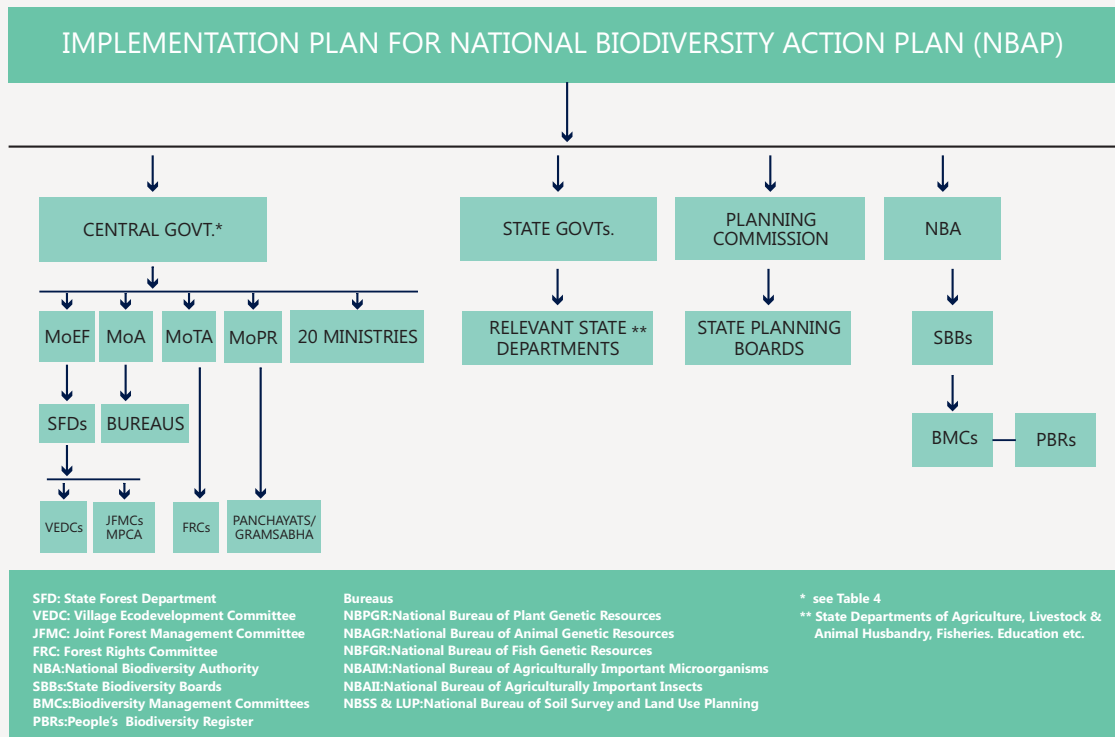 IMPLEMENTATION PLAN FOR NATIONAL BIODIVERSITY ACTION PLAN (NBAP)
CENTRAL GOVT.*
STATE GOVTs.
PLANNING
COMMISSION
NBA
MoEF
MoA
MoTA
MoPR
20 MINISTRIES
RELEVANT STATE **
DEPARTMENTS
STATE PLANNING
BOARDS
SBBs
SFDs
BUREAUS
BMCs
PBRs
VEDCs
JFMCs
MPCA
FRCs
PANCHAYATS/
GRAMSABHA
SFD: State Forest Department
VEDC: Village Ecodevelopment Committee
JFMC: Joint Forest Management Committee
FRC: Forest Rights Committee
NBA:National Biodiversity Authority
SBBs:State Biodiversity Boards
BMCs:Biodiversity Management Committees
PBRs:People's Biodiversity Register
Bureaus
NBPGR:National Bureau of Plant Genetic Resources
NBAGR:National Bureau of Animal Genetic Resources
NBFGR:National Bureau of Fish Genetic Resources
NBAIM:National Bureau of Agriculturally Important Microorganisms
NBAII:National Bureau of Agriculturally Important Insects
NBSS & LUP:National Bureau of Soil Survey and Land Use Planning
* see Table 4
** State Departments of Agriculture, Livestock &
Animal Husbandry, Fisheries. Education etc.